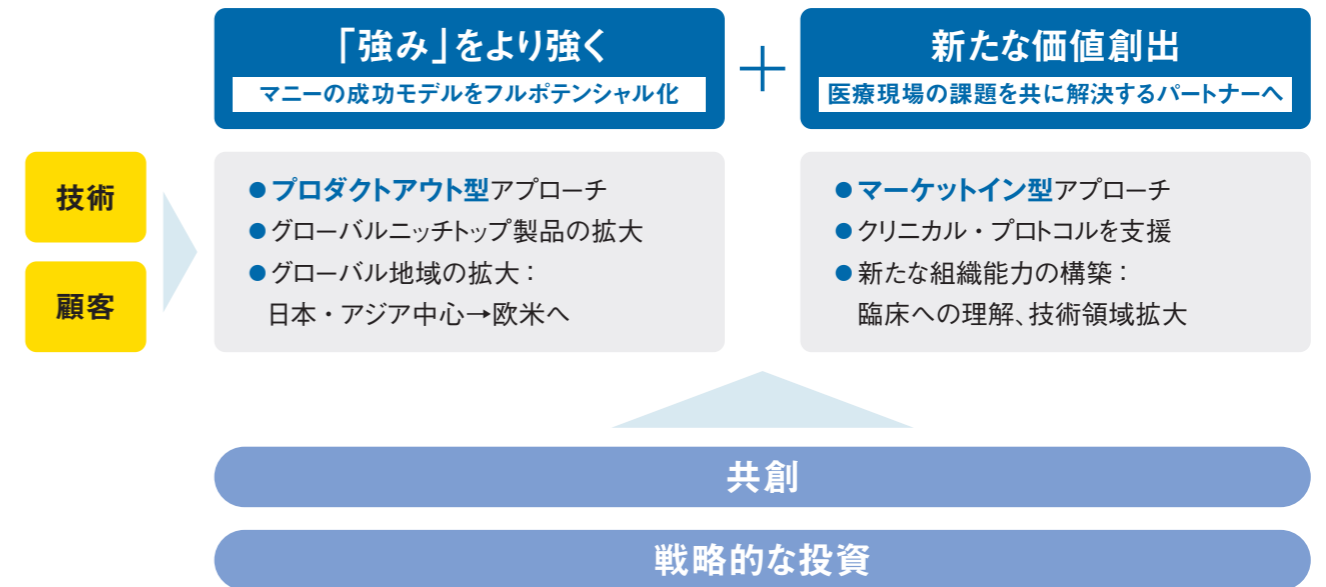 「強み」をより強く
マニーの成功モデルをフルポテンシャル化
＋
新たな価値創出
医療現場の課題を共に解決するパートナーへ
技術
顧客
●プロダクトアウト型アプローチ
●グローバルニッチトップ製品の拡大
●グローバル地域の拡大：
日本・アジア中心→欧米へ
●マーケットイン型アプローチ
●クリニカル・プロトコルを支援
●新たな組織能力の構築：
臨床への理解、技術領域拡大
共創
戦略的な投資